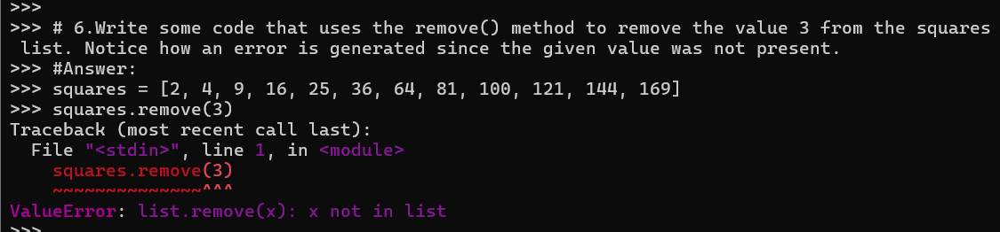 >>>
>>> # 6.Write some code that uses the remove() method to remove the value 3 from the squares
 list. Notice how an error is generated since the given value was not present.
>>> #Answer:
>>> squares = [2, 4, 9, 16, 25, 36, 64, 81, 100, 121, 144, 169]
>>> squares.remove(3)
Traceback (most recent call last):
  File "<stdin>", line 1, in <module>
    squares.remove(3)
    ~~~~~~~~~~~~~~^^^
ValueError: list.remove(x): x not in list
>>>